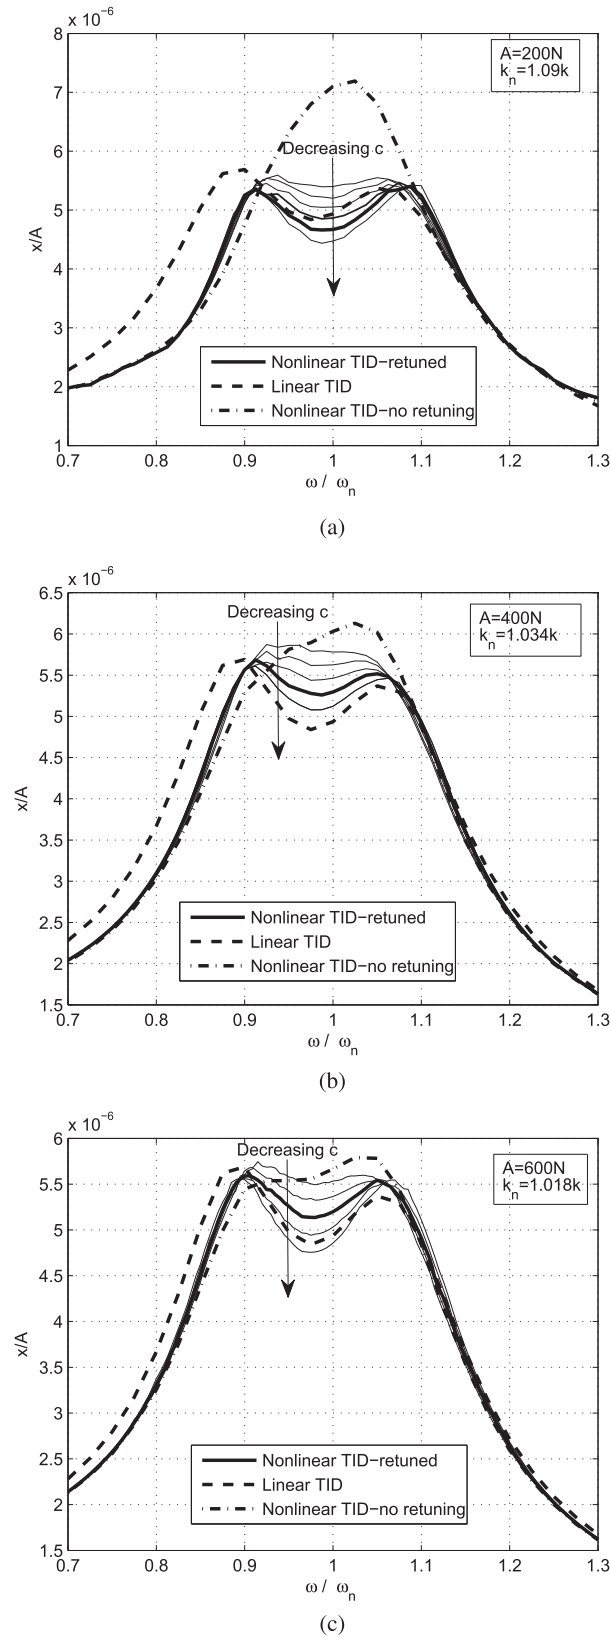 x 10⁻⁶
8
7
6
5
4
3
2
1
x/A
A=200N
kₙ=1.09k
Decreasing c
Nonlinear TID−retuned
Linear TID
Nonlinear TID−no retuning
0.7 0.8 0.9 1 1.1 1.2 1.3
ω / ωₙ
(a)
x 10⁻⁶
6.5
6
5.5
5
4.5
4
3.5
3
2.5
2
1.5
x/A
Decreasing c
A=400N
kₙ=1.034k
Nonlinear TID−retuned
Linear TID
Nonlinear TID−no retuning
0.7 0.8 0.9 1 1.1 1.2 1.3
ω / ωₙ
(b)
x 10⁻⁶
6
5.5
5
4.5
4
3.5
3
2.5
2
1.5
x/A
Decreasing c
A=600N
kₙ=1.018k
Nonlinear TID−retuned
Linear TID
Nonlinear TID−no retuning
0.7 0.8 0.9 1 1.1 1.2 1.3
ω / ωₙ
(c)